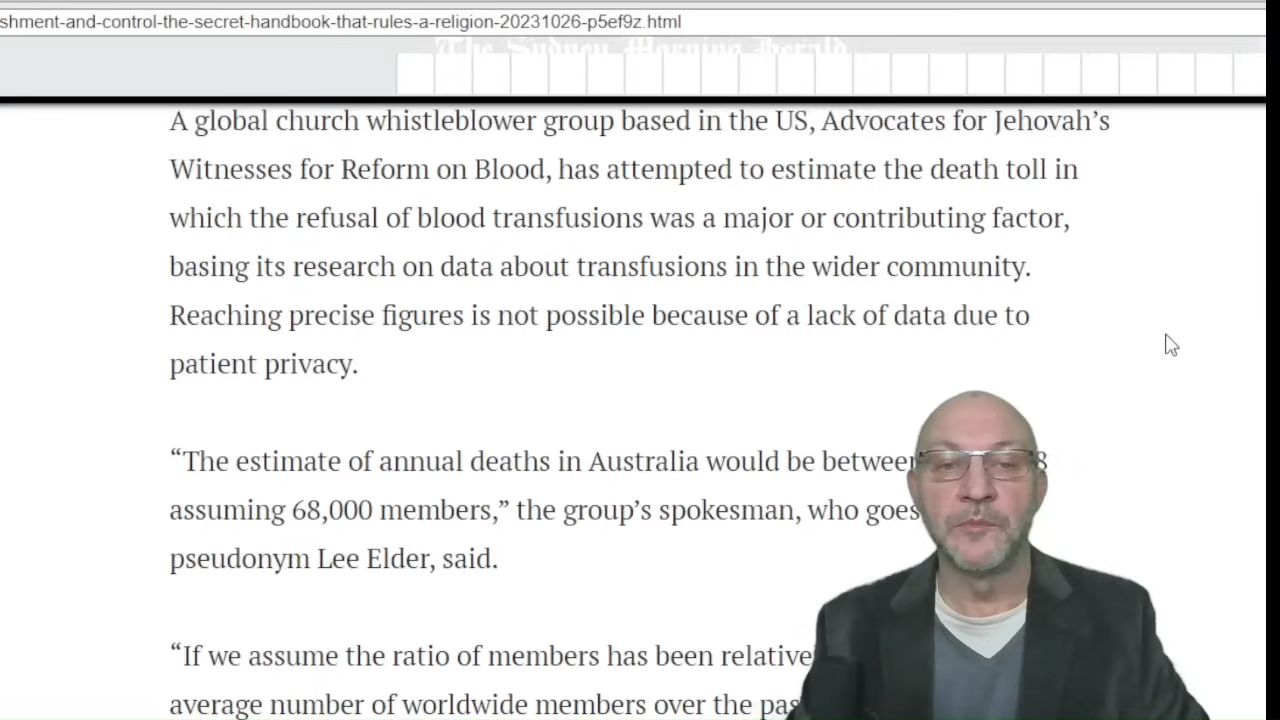 shment-and-control-the-secret-handbook-that-rules-a-religion-20231026-p5ef9z.html
The Sydney Morning Herald
A global church whistleblower group based in the US, Advocates for Jehovah’s
Witnesses for Reform on Blood, has attempted to estimate the death toll in
which the refusal of blood transfusions was a major or contributing factor,
basing its research on data about transfusions in the wider community.
Reaching precise figures is not possible because of a lack of data due to
patient privacy.
“The estimate of annual deaths in Australia would be between 8
assuming 68,000 members,” the group’s spokesman, who goes
pseudonym Lee Elder, said.
“If we assume the ratio of members has been relative
average number of worldwide members over the pas